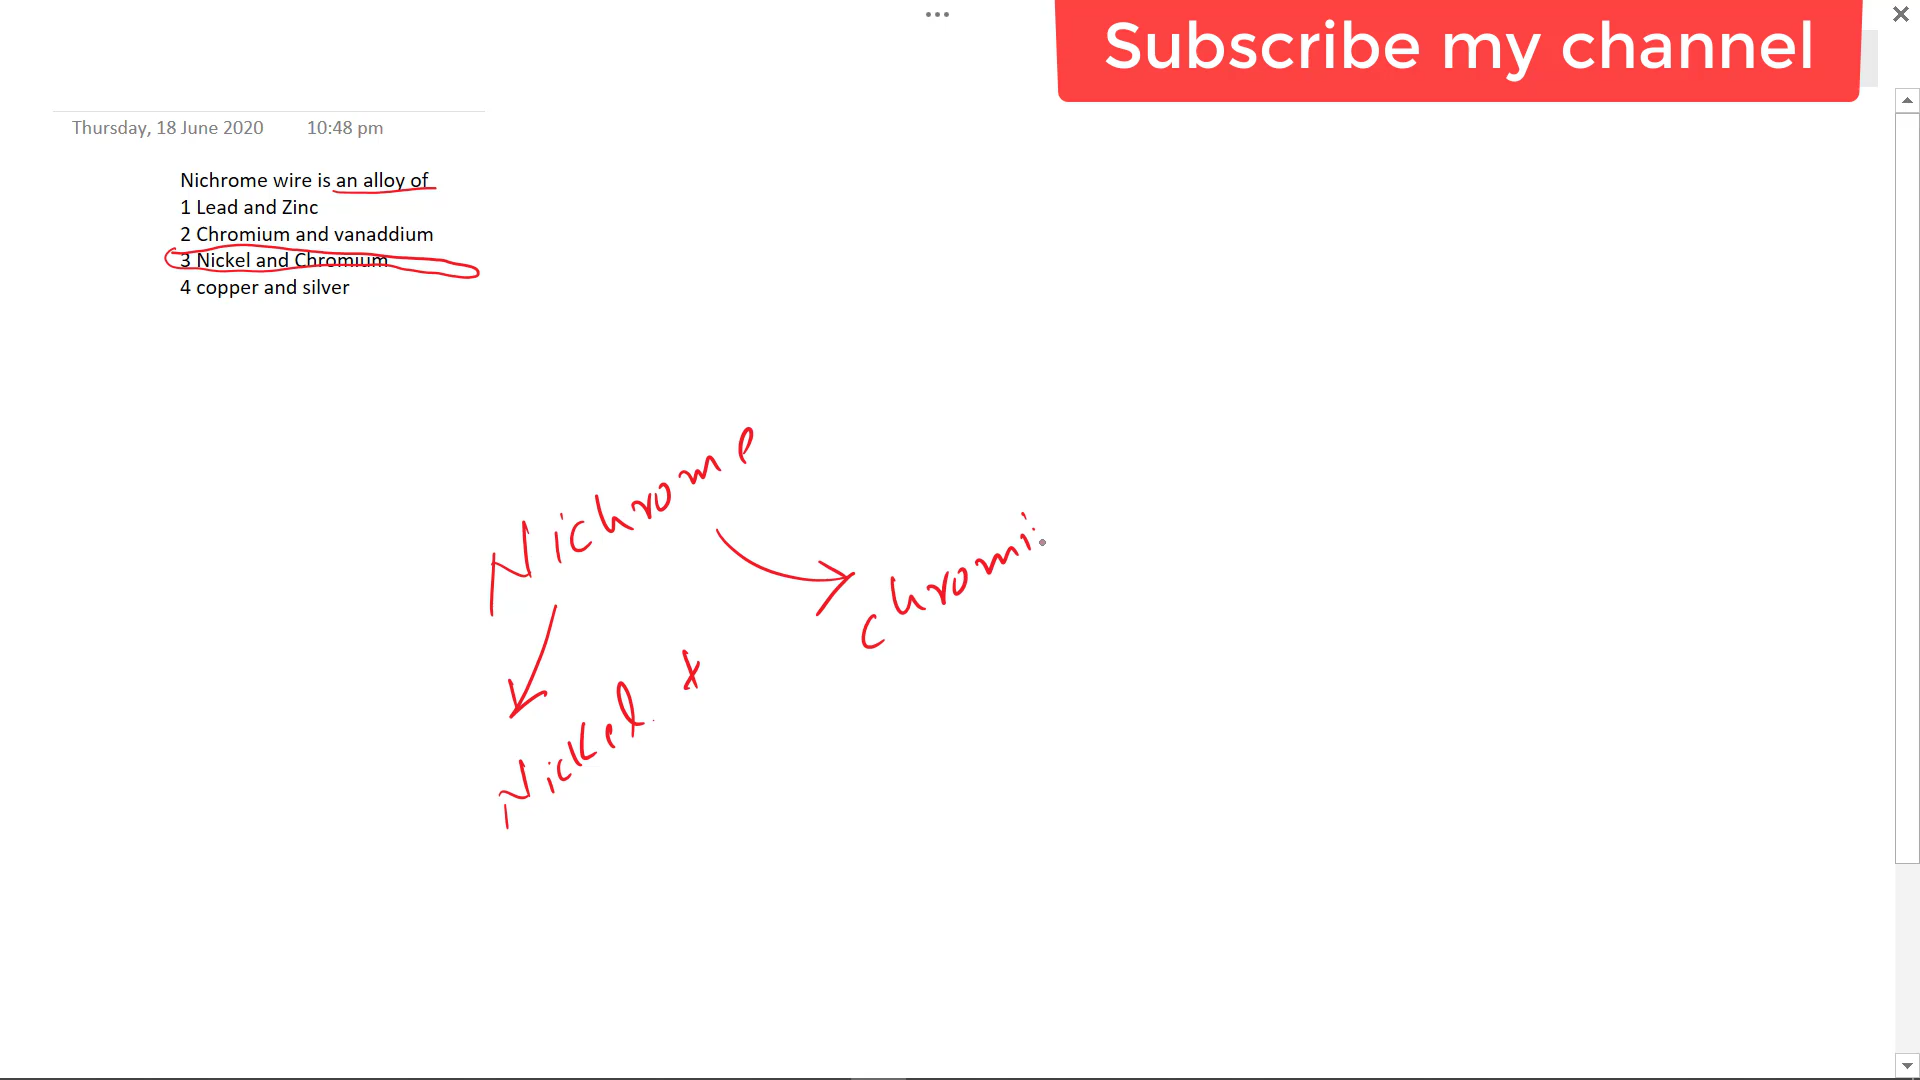 Subscribe my channel
Thursday, 18 June 2020 10:48 pm
Nichrome wire is an alloy of
1 Lead and Zinc
2 Chromium and vanaddium
3 Nickel and Chromium
4 copper and silver
Nichrome
chromi
Nickel